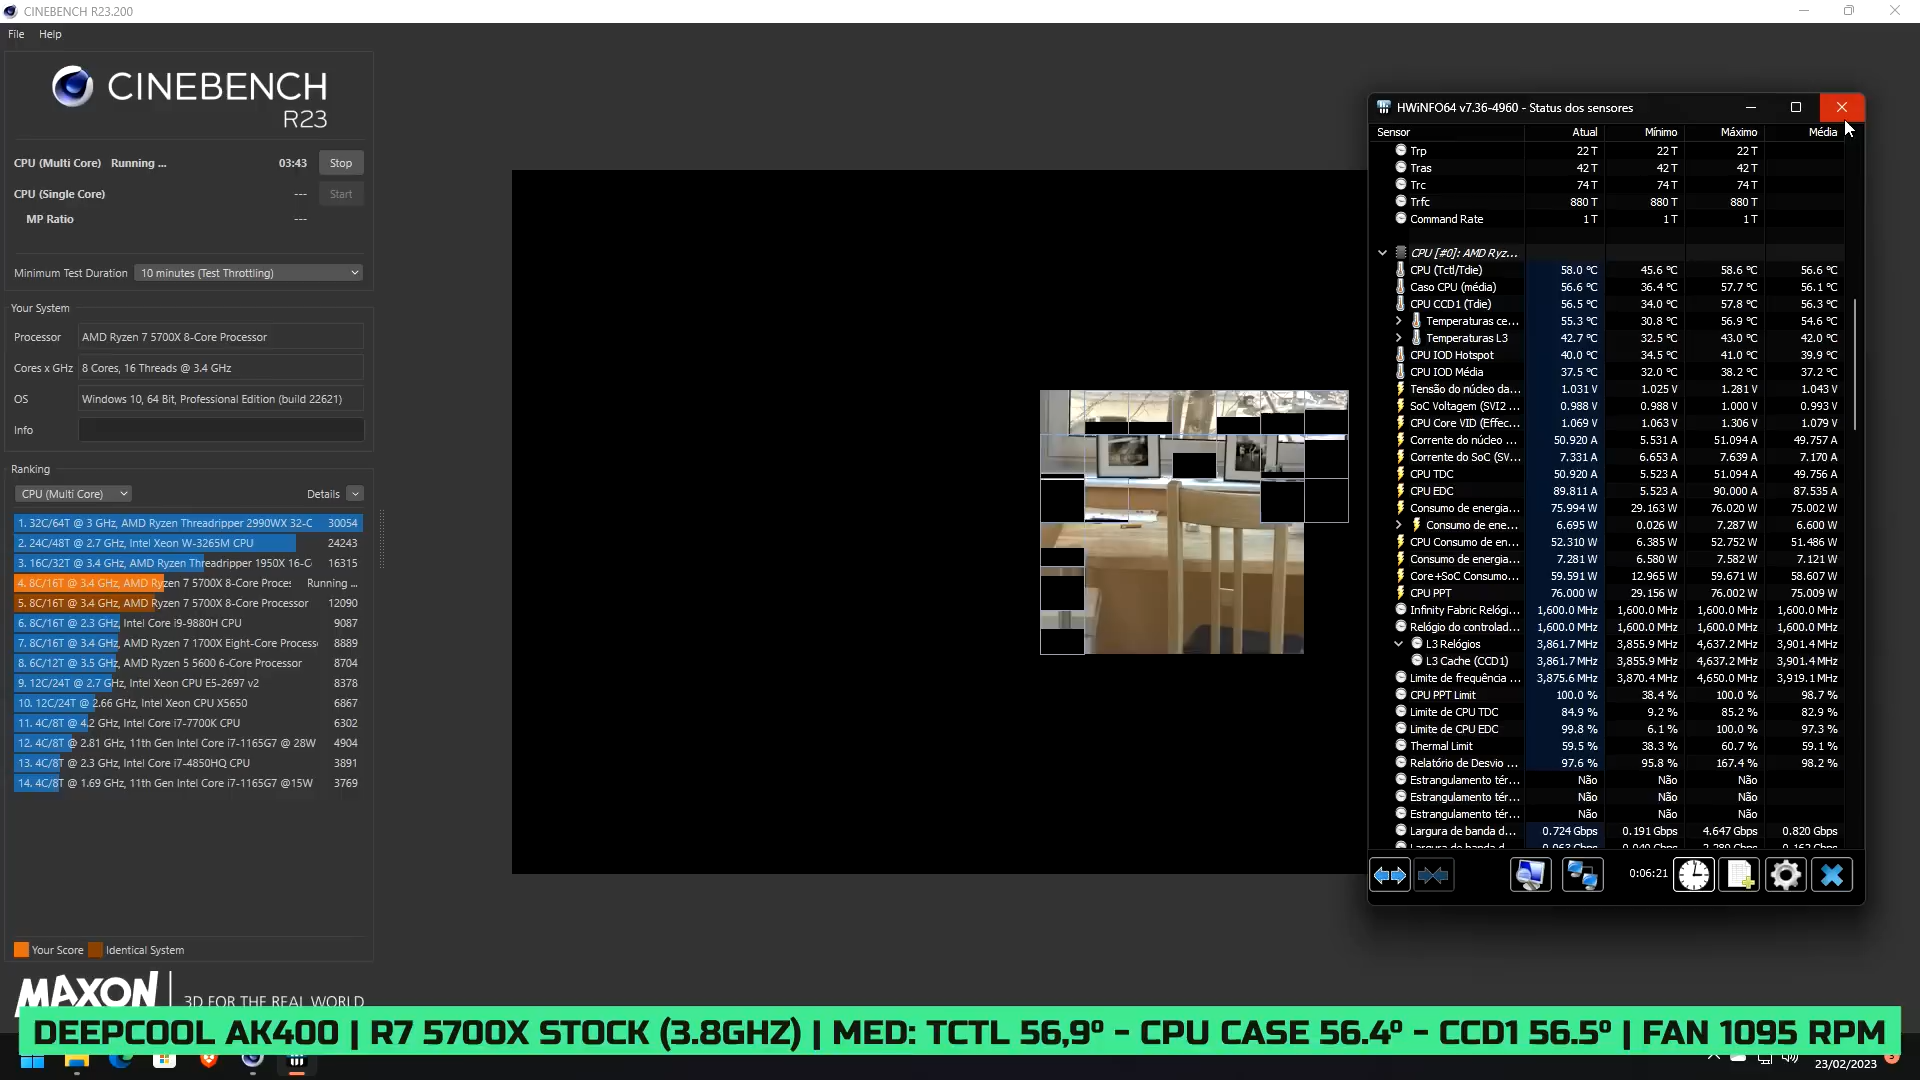 CINEBENCH R23.200
File Help
CINEBENCH
R23
CPU (Multi Core) Running ... 03:43 Stop
CPU (Single Core) --- Start
MP Ratio ---
Minimum Test Duration 10 minutes (Test Throttling)
Your System
Processor AMD Ryzen 7 5700X 8-Core Processor
Cores x GHz 8 Cores, 16 Threads @ 3.4 GHz
OS Windows 10, 64 Bit, Professional Edition (build 22621)
Info
Ranking
CPU (Multi Core) Details
1. 32C/64T @ 3 GHz, AMD Ryzen Threadripper 2990WX 32-C 30054
2. 24C/48T @ 2.7 GHz, Intel Xeon W-3265M CPU 24243
3. 16C/32T @ 3.4 GHz, AMD Ryzen Threadripper 1950X 16-C 16315
4. 8C/16T @ 3.4 GHz, AMD Ryzen 7 5700X 8-Core Proces Running ...
5. 8C/16T @ 3.4 GHz, AMD Ryzen 7 5700X 8-Core Processor 12090
6. 8C/16T @ 2.3 GHz, Intel Core i9-9880H CPU 9087
7. 8C/16T @ 3.4 GHz, AMD Ryzen 7 1700X Eight-Core Process 8889
8. 6C/12T @ 3.5 GHz, AMD Ryzen 5 5600 6-Core Processor 8704
9. 12C/24T @ 2.7 GHz, Intel Xeon CPU E5-2697 v2 8378
10. 12C/24T @ 2.66 GHz, Intel Xeon CPU X5650 6867
11. 4C/8T @ 4.2 GHz, Intel Core i7-7700K CPU 6302
12. 4C/8T @ 2.81 GHz, 11th Gen Intel Core i7-1165G7 @ 28W 4904
13. 4C/8T @ 2.3 GHz, Intel Core i7-4850HQ CPU 3891
14. 4C/8T @ 1.69 GHz, 11th Gen Intel Core i7-1165G7 @15W 3769
Your Score Identical System
MAXON 3D FOR THE REAL WORLD
HWiNFO64 v7.36-4960 - Status dos sensores
Sensor Atual Mínimo Máximo Média
Trp 22 T 22 T 22 T
Tras 42 T 42 T 42 T
Trc 74 T 74 T 74 T
Trfc 880 T 880 T 880 T
Command Rate 1 T 1 T 1 T
CPU [#0]: AMD Ryz...
CPU (Tctl/Tdie) 58.0 °C 45.6 °C 58.6 °C 56.6 °C
Caso CPU (média) 56.6 °C 36.4 °C 57.7 °C 56.1 °C
CPU CCD1 (Tdie) 56.5 °C 34.0 °C 57.8 °C 56.3 °C
Temperaturas ce... 55.3 °C 30.8 °C 56.9 °C 54.6 °C
Temperaturas L3 42.7 °C 32.5 °C 43.0 °C 42.0 °C
CPU IOD Hotspot 40.0 °C 34.5 °C 41.0 °C 39.9 °C
CPU IOD Média 37.5 °C 32.0 °C 38.2 °C 37.2 °C
Tensão do núcleo da... 1.031 V 1.025 V 1.281 V 1.043 V
SoC Voltagem (SVI2 ... 0.988 V 0.988 V 1.000 V 0.993 V
CPU Core VID (Effec... 1.069 V 1.063 V 1.306 V 1.079 V
Corrente do núcleo ... 50.920 A 5.531 A 51.094 A 49.757 A
Corrente do SoC (SV... 7.331 A 6.653 A 7.639 A 7.170 A
CPU TDC 50.920 A 5.523 A 51.094 A 49.756 A
CPU EDC 89.811 A 5.523 A 90.000 A 87.535 A
Consumo de energia... 75.994 W 29.163 W 76.020 W 75.002 W
Consumo de ene... 6.695 W 0.026 W 7.287 W 6.600 W
CPU Consumo de en... 52.310 W 6.385 W 52.752 W 51.486 W
Consumo de energia... 7.281 W 6.580 W 7.582 W 7.121 W
Core+SoC Consumo... 59.591 W 12.965 W 59.671 W 58.607 W
CPU PPT 76.000 W 29.156 W 76.002 W 75.009 W
Infinity Fabric Relógi... 1,600.0 MHz 1,600.0 MHz 1,600.0 MHz 1,600.0 MHz
Relógio do controlad... 1,600.0 MHz 1,600.0 MHz 1,600.0 MHz 1,600.0 MHz
L3 Relógios 3,861.7 MHz 3,855.9 MHz 4,637.2 MHz 3,901.4 MHz
L3 Cache (CCD1) 3,861.7 MHz 3,855.9 MHz 4,637.2 MHz 3,901.4 MHz
Limite de frequência ... 3,875.6 MHz 3,870.4 MHz 4,650.0 MHz 3,919.1 MHz
CPU PPT Limit 100.0 % 38.4 % 100.0 % 98.7 %
Limite de CPU TDC 84.9 % 9.2 % 85.2 % 82.9 %
Limite de CPU EDC 99.8 % 6.1 % 100.0 % 97.3 %
Thermal Limit 59.5 % 38.3 % 60.7 % 59.1 %
Relatório de Desvio ... 97.6 % 95.8 % 167.4 % 98.2 %
Estrangulamento tér... Não Não Não
Estrangulamento tér... Não Não Não
Estrangulamento tér... Não Não Não
Largura de banda d... 0.724 Gbps 0.191 Gbps 4.647 Gbps 0.820 Gbps
0:06:21
DEEPCOOL AK400 | R7 5700X STOCK (3.8GHZ) | MED: TCTL 56,9º - CPU CASE 56.4º - CCD1 56.5º | FAN 1095 RPM
23/02/2023